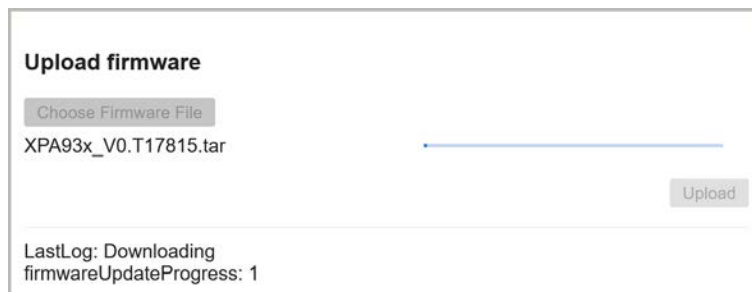 Upload firmware
Choose Firmware File
XPA93x_V0.T17815.tar
Upload
LastLog: Downloading
firmwareUpdateProgress: 1